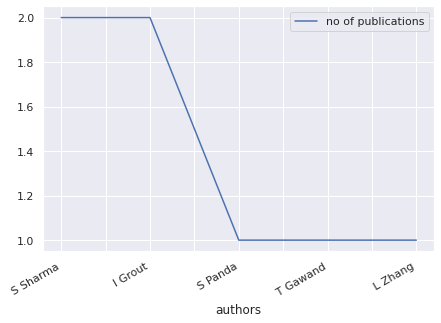 no of publications
2.0
1.8
1.6
1.4
1.2
1.0
S Sharma
I Grout
S Panda
T Gawand
L Zhang
authors